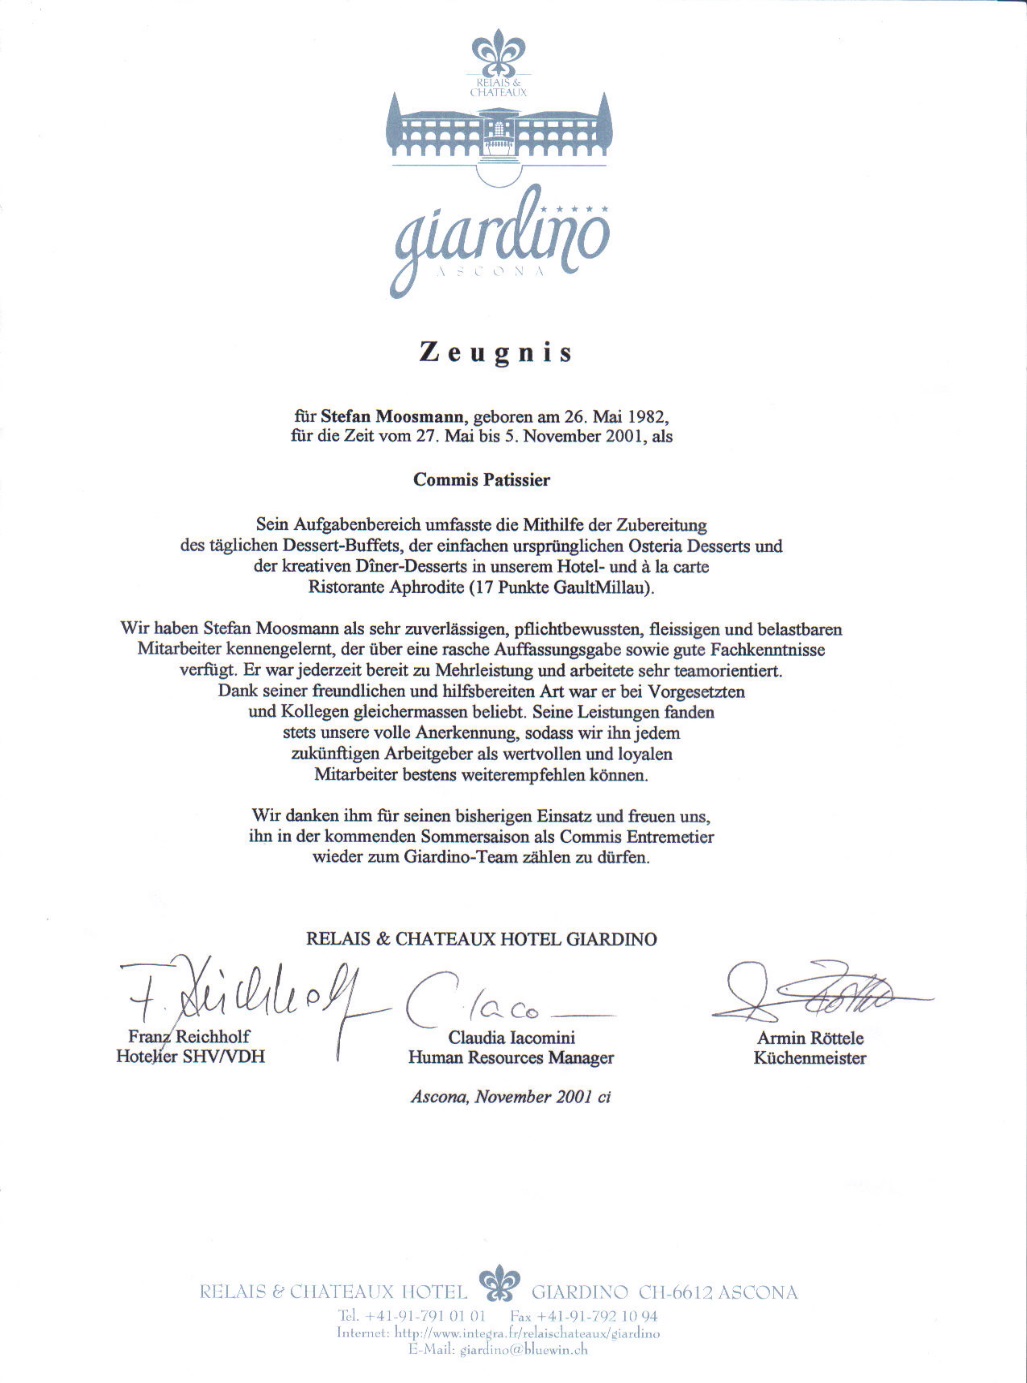 RELAIS &
CHATEAUX
giardino
ASCONA
Zeugnis
für Stefan Moosmann, geboren am 26. Mai 1982,
für die Zeit vom 27. Mai bis 5. November 2001, als
Commis Patissier
Sein Aufgabenbereich umfasste die Mithilfe der Zubereitung
des täglichen Dessert-Buffets, der einfachen ursprünglichen Osteria Desserts und
der kreativen Dîner-Desserts in unserem Hotel- und à la carte
Ristorante Aphrodite (17 Punkte GaultMillau).
Wir haben Stefan Moosmann als sehr zuverlässigen, pflichtbewussten, fleissigen und belastbaren
Mitarbeiter kennengelernt, der über eine rasche Auffassungsgabe sowie gute Fachkenntnisse
verfügt. Er war jederzeit bereit zu Mehrleistung und arbeitete sehr teamorientiert.
Dank seiner freundlichen und hilfsbereiten Art war er bei Vorgesetzten
und Kollegen gleichermassen beliebt. Seine Leistungen fanden
stets unsere volle Anerkennung, sodass wir ihn jedem
zukünftigen Arbeitgeber als wertvollen und loyalen
Mitarbeiter bestens weiterempfehlen können.
Wir danken ihm für seinen bisherigen Einsatz und freuen uns,
ihn in der kommenden Sommersaison als Commis Entremetier
wieder zum Giardino-Team zählen zu dürfen.
RELAIS & CHATEAUX HOTEL GIARDINO
F. Reichholf
Franz Reichholf Claudia Iacomini Armin Röttele
Hotelier SHV/VDH Human Resources Manager Küchenmeister
Ascona, November 2001 ci
RELAIS & CHATEAUX HOTEL GIARDINO CH-6612 ASCONA
Tel. +41-91-791 01 01 Fax +41-91-792 10 94
Internet: http://www.integra.fr/relaischateaux/giardino
E-Mail: giardino@bluewin.ch